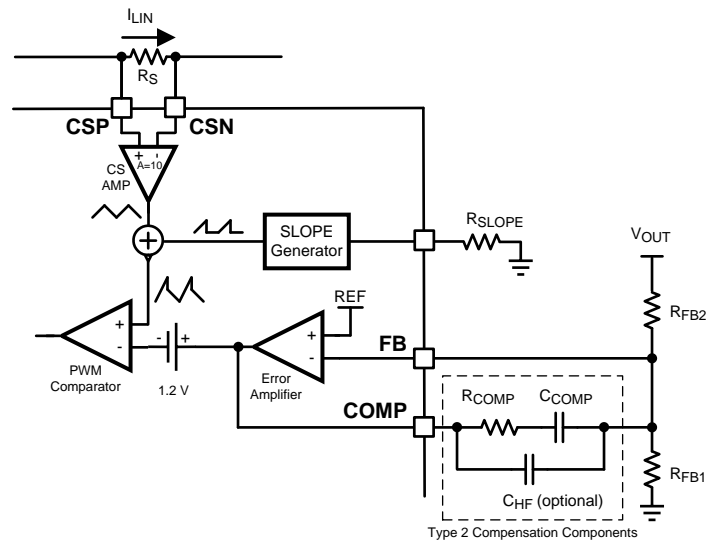 ILIN
RS
CSP
CSN
+
-
A=10
CS
AMP
+
SLOPE
Generator
RSLOPE
VOUT
RFB2
REF
+
-
FB
+
-
- +
PWM
Comparator
1.2 V
Error
Amplifier
COMP
RCOMP
CCOMP
RFB1
CHF (optional)
Type 2 Compensation Components